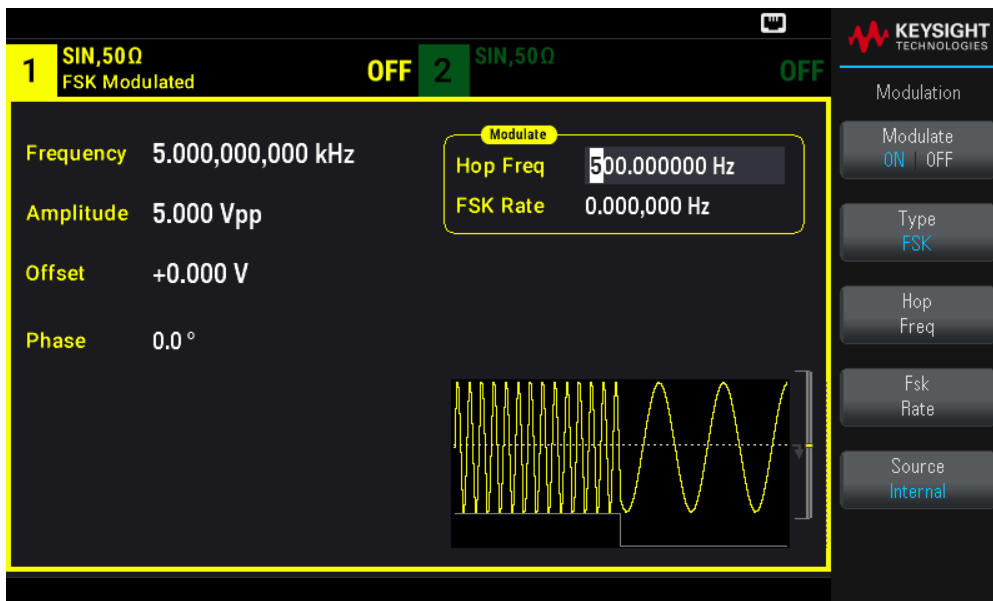 KEYSIGHT
TECHNOLOGIES
1 SIN,50Ω OFF
FSK Modulated
2 SIN,50Ω OFF
Frequency 5.000,000,000 kHz
Amplitude 5.000 Vpp
Offset +0.000 V
Phase 0.0 °
Modulate
Hop Freq 500.000000 Hz
FSK Rate 0.000,000 Hz
Modulation
Modulate
ON | OFF
Type
FSK
Hop
Freq
Fsk
Rate
Source
Internal